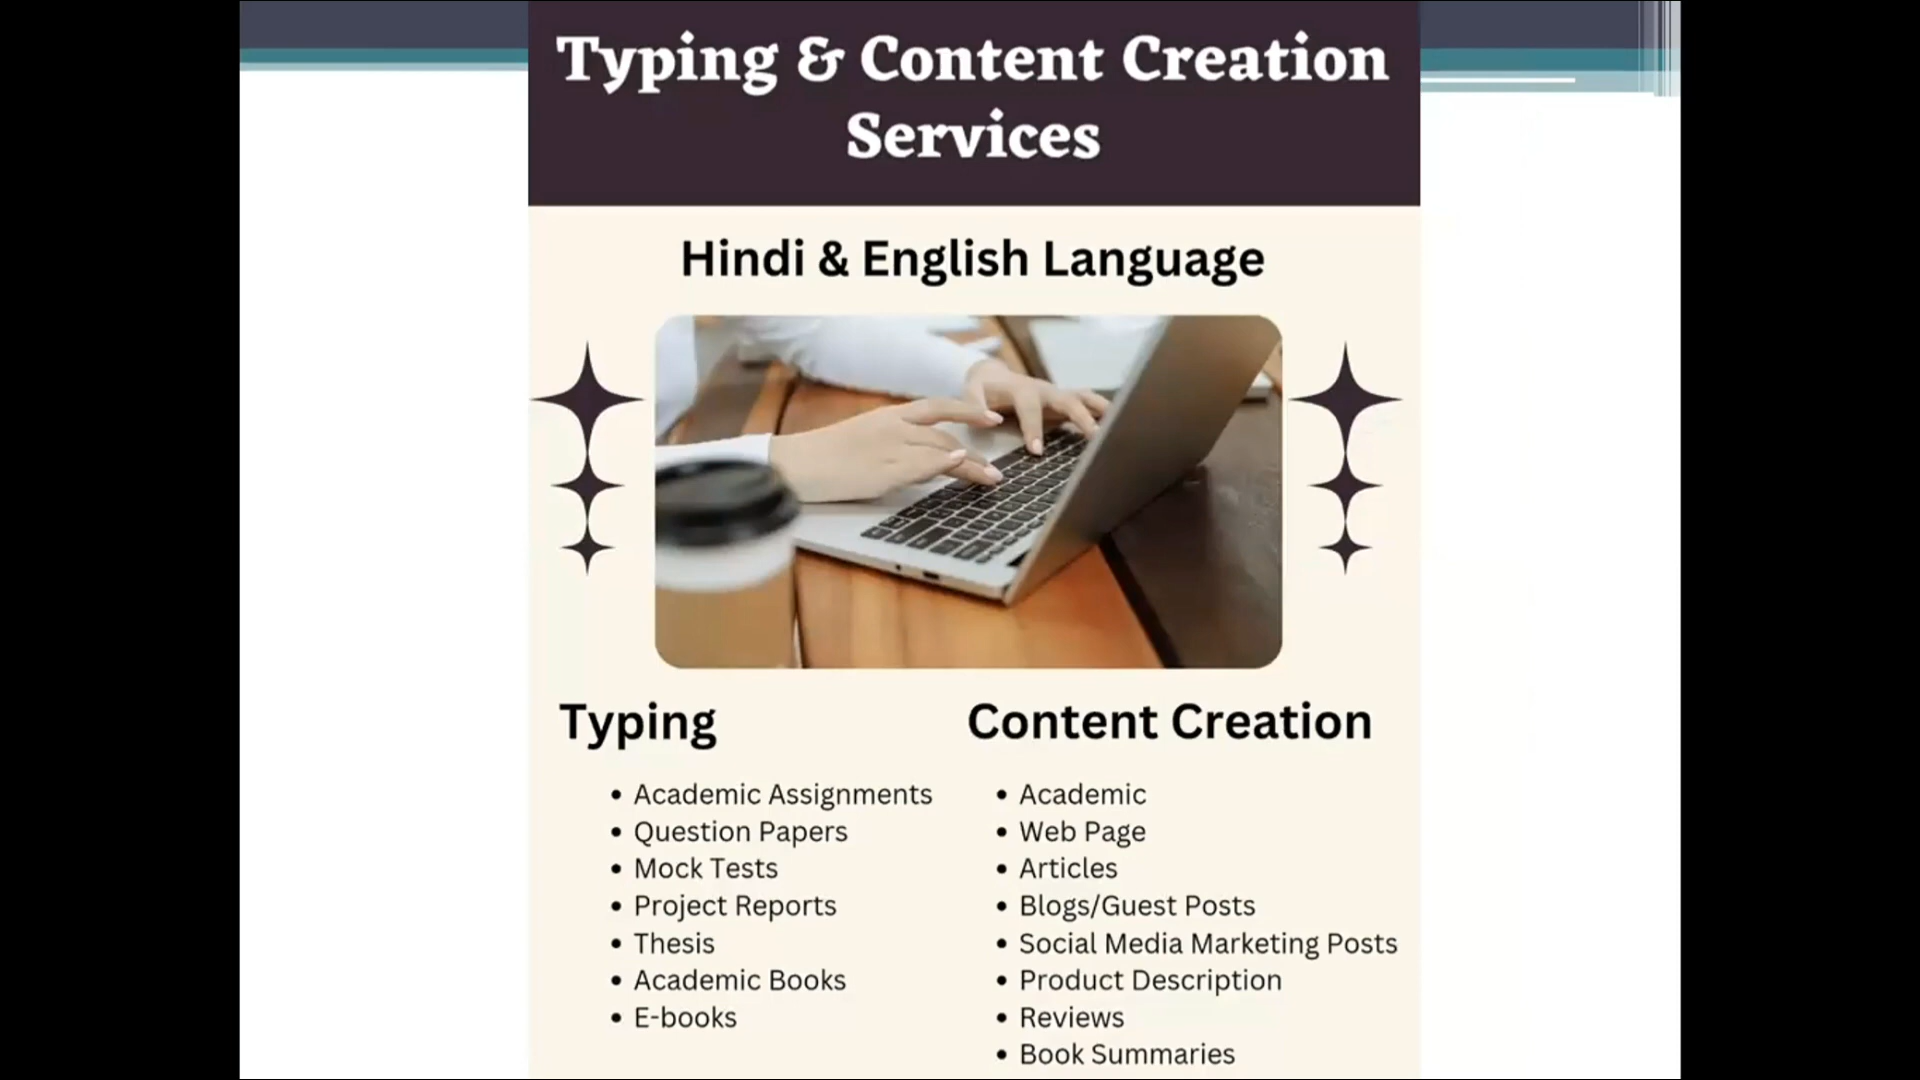 Typing & Content Creation
Services
Hindi & English Language
Typing
Academic Assignments
Question Papers
Mock Tests
Project Reports
Thesis
Academic Books
E-books
Content Creation
Academic
Web Page
Articles
Blogs/Guest Posts
Social Media Marketing Posts
Product Description
Reviews
Book Summaries